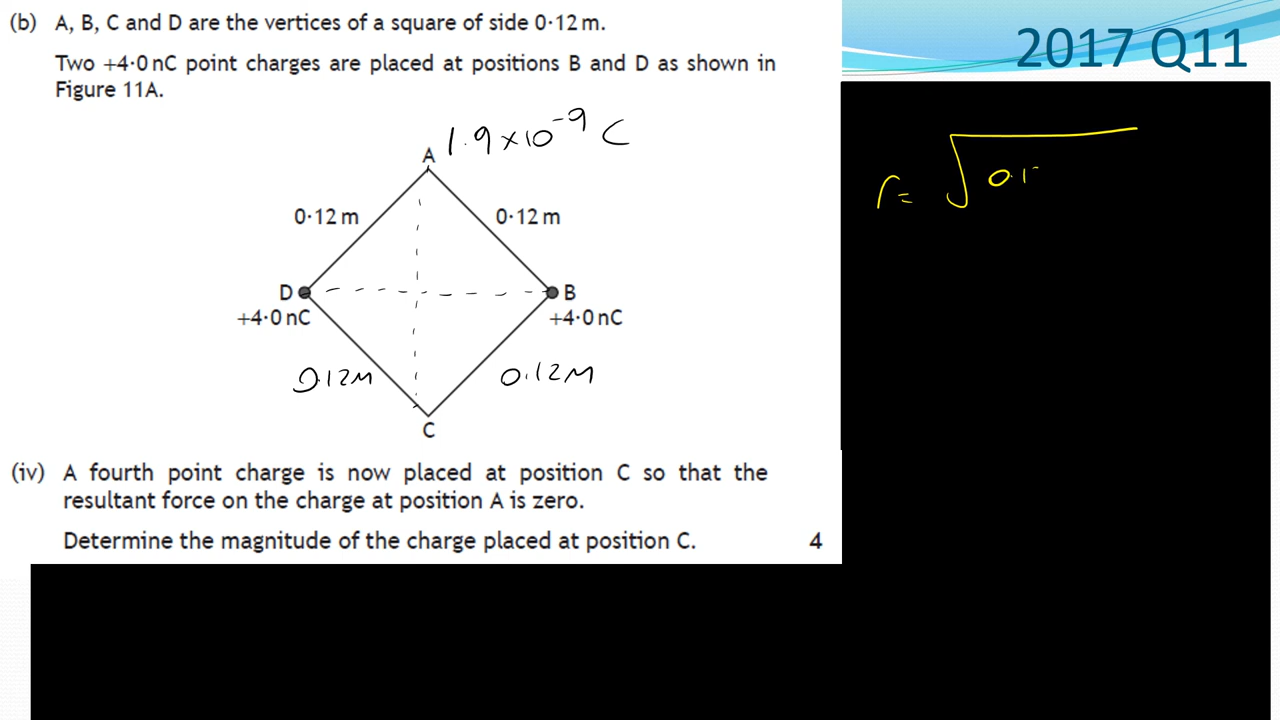 2017 Q11
(b) A, B, C and D are the vertices of a square of side 0·12 m.
Two +4·0 nC point charges are placed at positions B and D as shown in
Figure 11A.
A 1.9 × 10⁻⁹ C
0·12 m 0·12 m
D B
+4·0 nC +4·0 nC
0.12M 0.12M
C
r = √0.1
(iv) A fourth point charge is now placed at position C so that the
resultant force on the charge at position A is zero.
Determine the magnitude of the charge placed at position C. 4